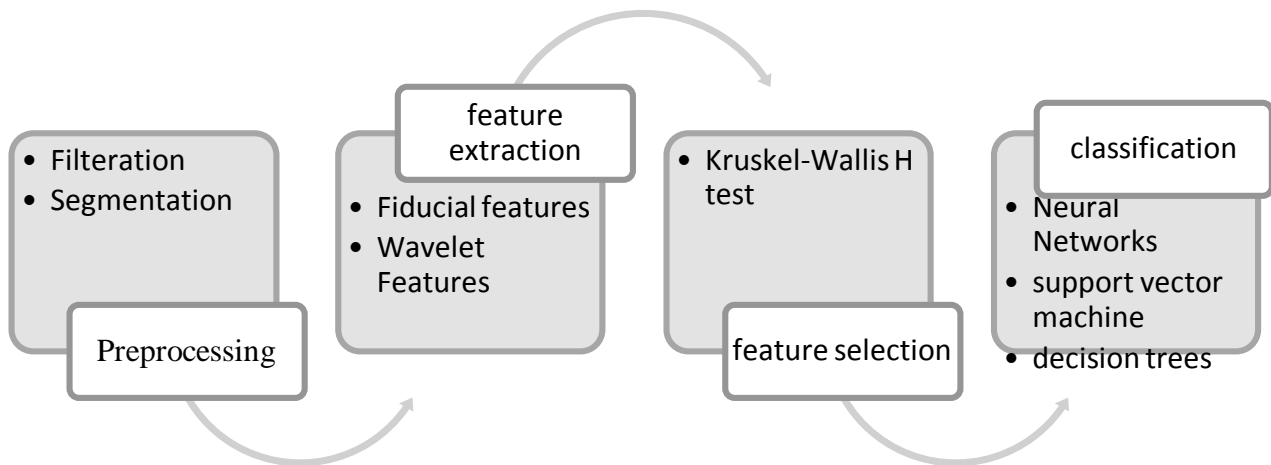 • Filteration
• Segmentation
Preprocessing
feature
extraction
• Fiducial features
• Wavelet
Features
• Kruskel-Wallis H
test
feature selection
classification
• Neural
Networks
• support vector
machine
• decision trees